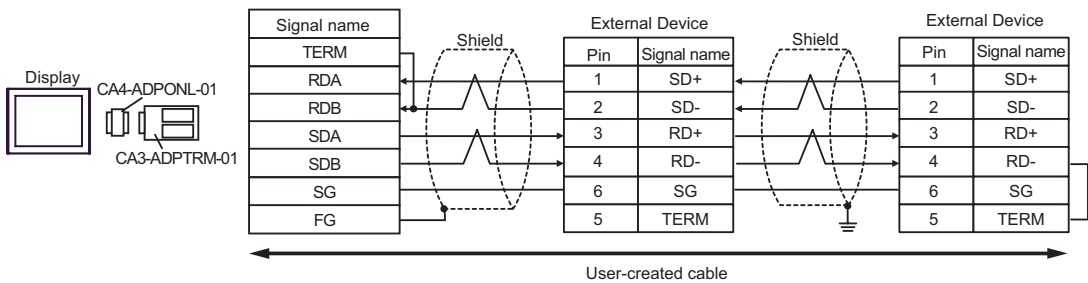 Display
CA4-ADPONL-01
CA3-ADPTRM-01
Signal name
TERM
RDA
RDB
SDA
SDB
SG
FG
Shield
External Device
Pin Signal name
1 SD+
2 SD-
3 RD+
4 RD-
6 SG
5 TERM
Shield
External Device
Pin Signal name
1 SD+
2 SD-
3 RD+
4 RD-
6 SG
5 TERM
User-created cable